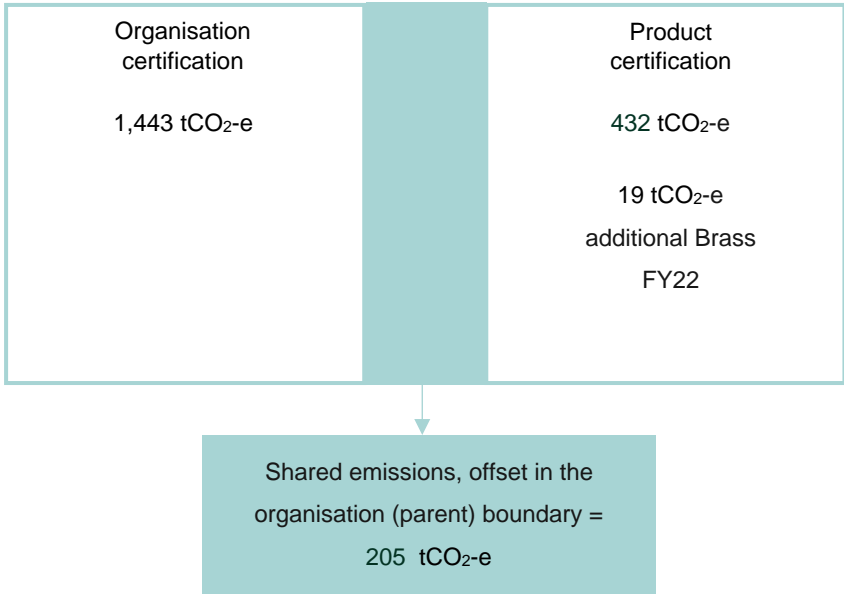 Organisation
certification
1,443 tCO₂-e
Product
certification
432 tCO₂-e
19 tCO₂-e
additional Brass
FY22
Shared emissions, offset in the
organisation (parent) boundary =
205 tCO₂-e